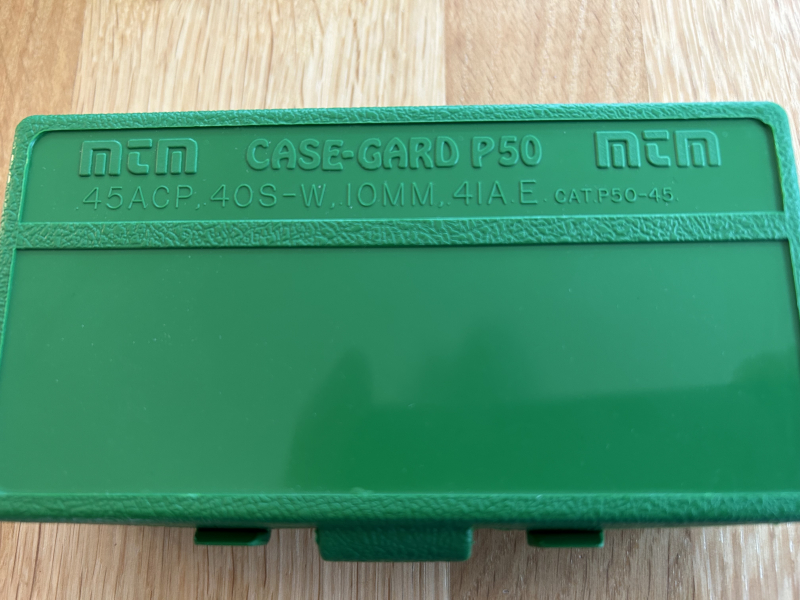 MTM CASE-GARD P50 MTM
45ACP, 40S-W, 10MM, 41A.E. CAT.P50-45